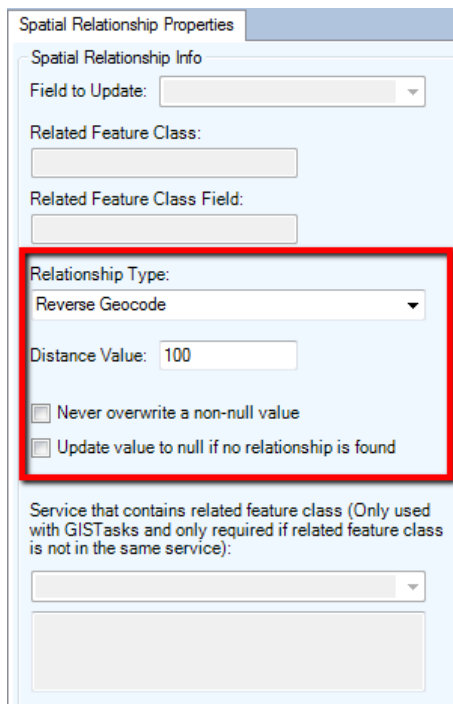 Spatial Relationship Properties
Spatial Relationship Info
Field to Update:
Related Feature Class:
Related Feature Class Field:
Relationship Type:
Reverse Geocode
Distance Value: 100
Never overwrite a non-null value
Update value to null if no relationship is found
Service that contains related feature class (Only used
with GISTasks and only required if related feature class
is not in the same service):